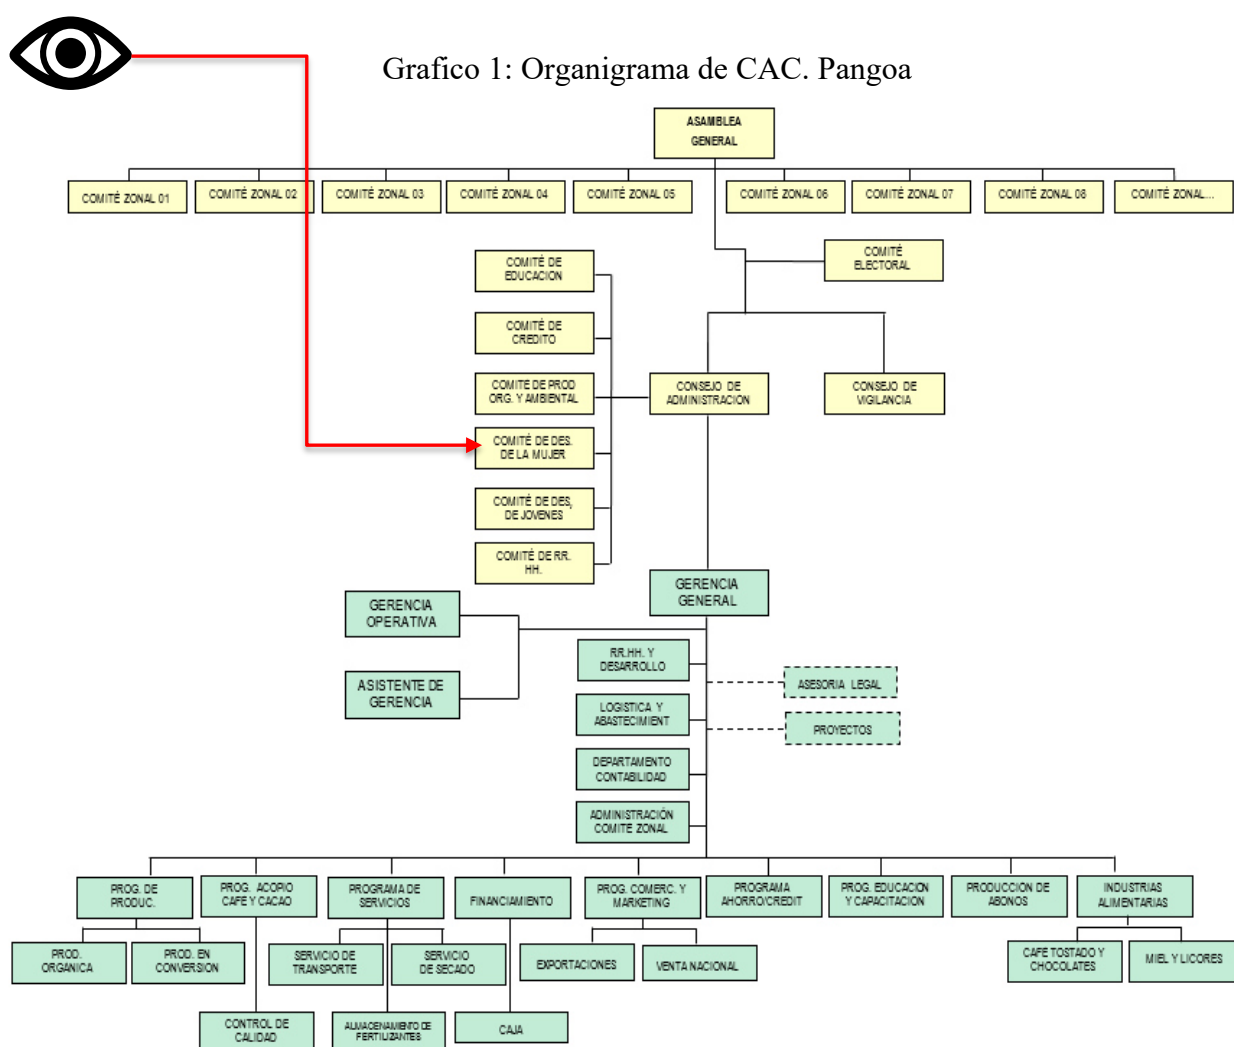 Grafico 1: Organigrama de CAC. Pangoa
ASAMBLEA
GENERAL
COMITÉ ZONAL 01
COMITÉ ZONAL 02
COMITÉ ZONAL 03
COMITÉ ZONAL 04
COMITÉ ZONAL 05
COMITÉ ZONAL 06
COMITÉ ZONAL 07
COMITÉ ZONAL 08
COMITÉ ZONAL...
COMITÉ
ELECTORAL
COMITÉ DE
EDUCACION
COMITÉ DE
CREDITO
COMITE DE PROD
ORG. Y AMBIENTAL
CONSEJO DE
ADMINISTRACION
CONSEJO DE
VIGILANCIA
COMITÉ DE DES.
DE LA MUJER
COMITÉ DE DES,
DE JOVENES
COMITÉ DE RR.
HH.
GERENCIA
GENERAL
GERENCIA
OPERATIVA
ASISTENTE DE
GERENCIA
RR.HH. Y
DESARROLLO
ASESORIA LEGAL
LOGISTICA Y
ABASTECIMIENT
PROYECTOS
DEPARTAMENTO
CONTABILIDAD
ADMINISTRACIÓN
COMITE ZONAL
PROG. DE
PRODUC.
PROG. ACOPIO
CAFE Y CACAO
PROGRAMA DE
SERVICIOS
FINANCIAMIENTO
PROG. COMERC. Y
MARKETING
PROGRAMA
AHORRO/CREDIT
PROG. EDUCACION
Y CAPACITACION
PRODUCCION DE
ABONOS
INDUSTRIAS
ALIMENTARIAS
PROD.
ORGANICA
PROD. EN
CONVERSION
SERVICIO DE
TRANSPORTE
SERVICIO
DE SECADO
EXPORTACIONES
VENTA NACIONAL
CAFE TOSTADO Y
CHOCOLATES
MIEL Y LICORES
CONTROL DE
CALIDAD
ALMACENAMIENTO DE
FERTILIZANTES
CAJA